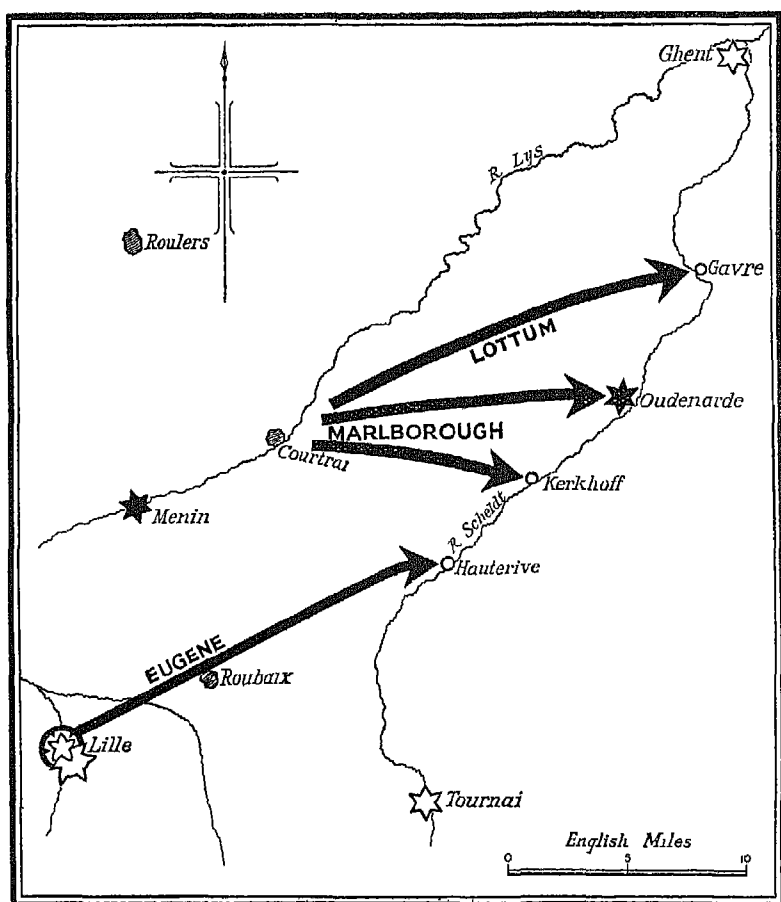 Ghent
R Lys
Roulers
Gavre
LOTTUM
Oudenarde
MARLBOROUGH
Courtrai
Kerkhoff
Menin
R Scheldt
Hauterive
EUGENE
Roubaix
Lille
Tournai
English Miles
0 5 10